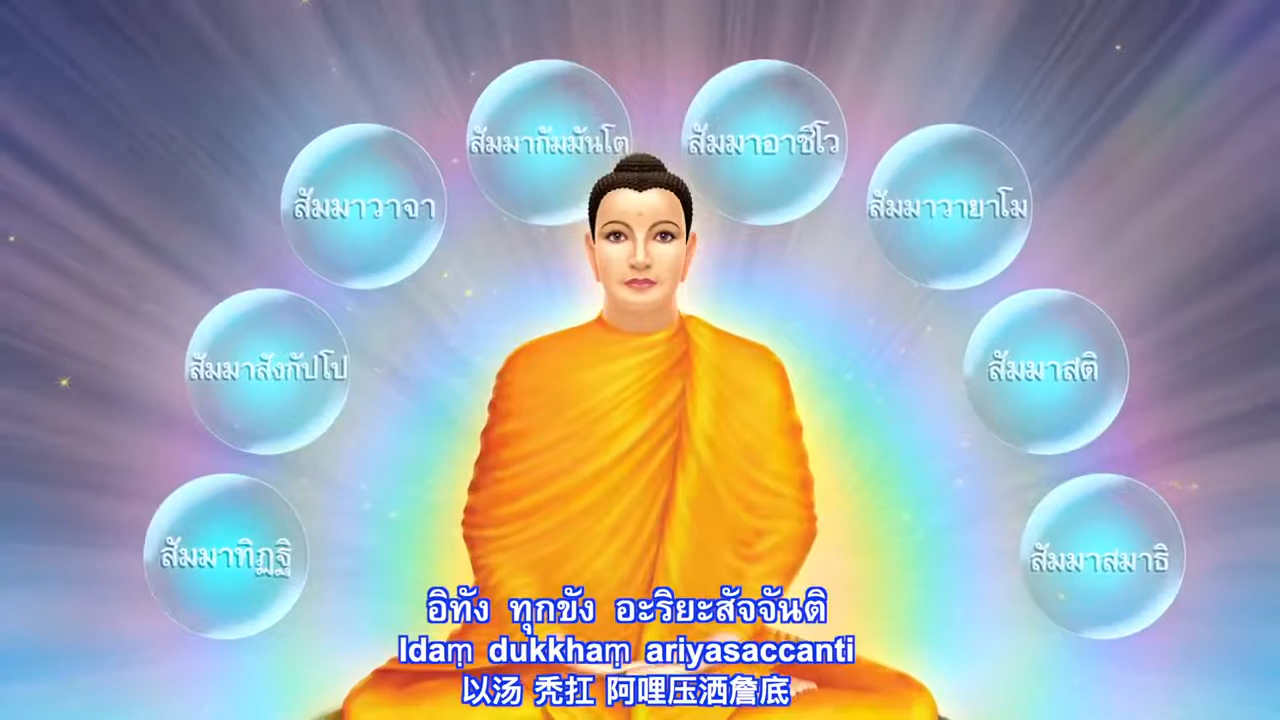 สัมมากัมมันโต
สัมมาอาชีโว
สัมมาวาจา
สัมมาวายาโม
สัมมาสังกัปโป
สัมมาสติ
สัมมาทิฏฐิ
สัมมาสมาธิ
อิทัง ทุกขัง อะริยะสัจจันติ
Idaṃ dukkhaṃ ariyasaccanti
以汤 秃扛 阿哩压洒詹底